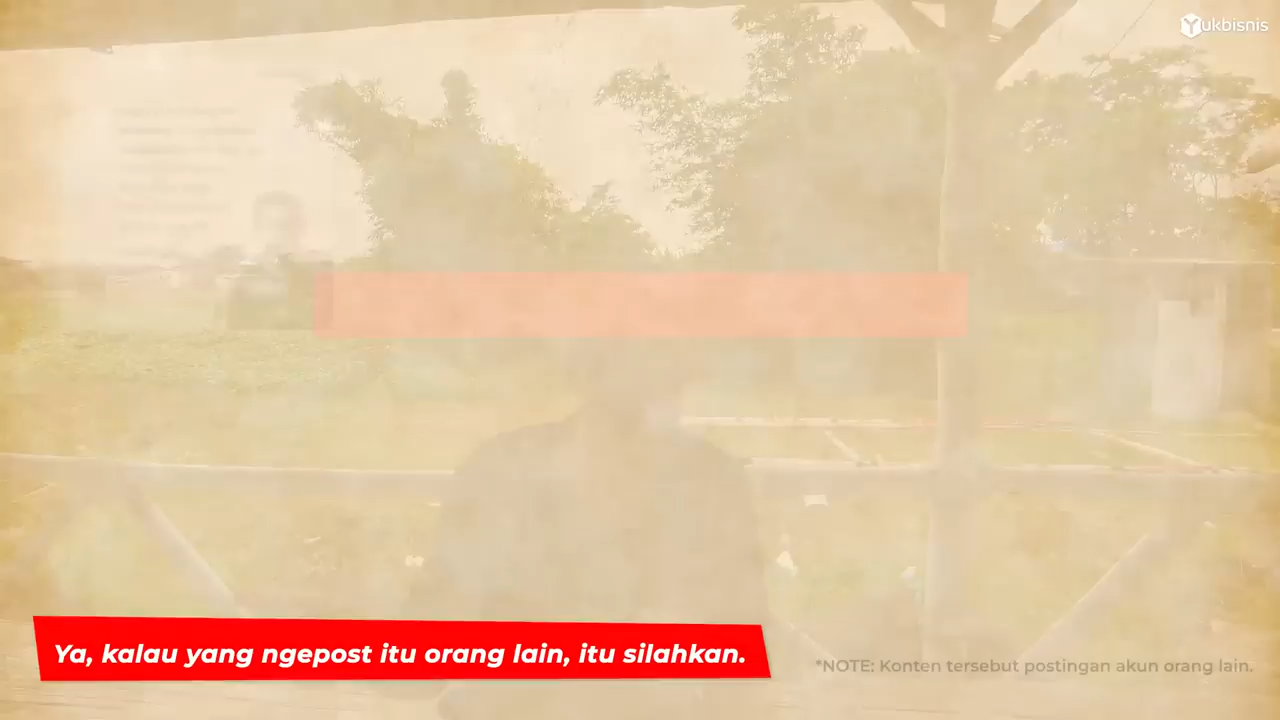 Yukbisnis
Ya, kalau yang ngepost itu orang lain, itu silahkan.
*NOTE: Konten tersebut postingan akun orang lain.